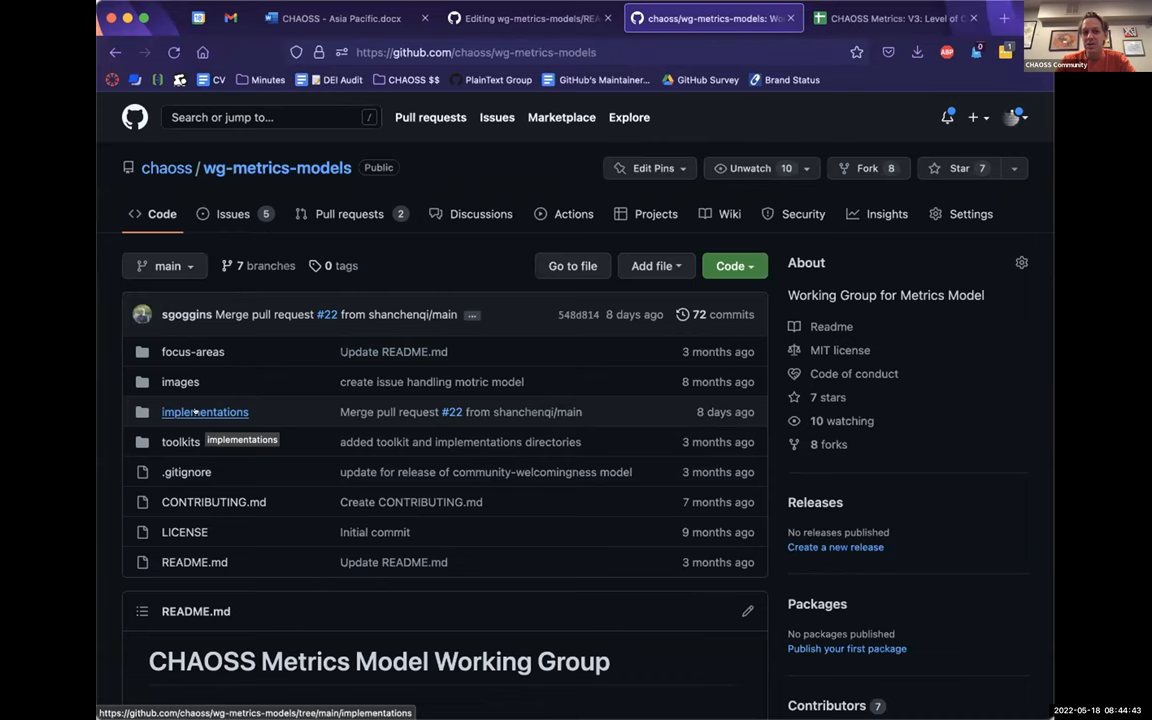 CHAOSS - Asia Pacific.docx
Editing wg-metrics-models/REA
chaoss/wg-metrics-models: Wo
CHAOSS Metrics: V3: Level of C
https://github.com/chaoss/wg-metrics-models
ABP
0
1
CHAOSS Community
CV
Minutes
DEI Audit
CHAOSS $$
PlainText Group
GitHub's Maintainer...
GitHub Survey
Brand Status
Search or jump to...
/
Pull requests
Issues
Marketplace
Explore
chaoss / wg-metrics-models
Public
Edit Pins
Unwatch 10
Fork 8
Star 7
Code
Issues 5
Pull requests 2
Discussions
Actions
Projects
Wiki
Security
Insights
Settings
main
7 branches
0 tags
Go to file
Add file
Code
sgoggins Merge pull request #22 from shanchenqi/main ...
548d814 8 days ago
72 commits
focus-areas
Update README.md
3 months ago
images
create issue handling motric model
8 months ago
implementations
Merge pull request #22 from shanchenqi/main
8 days ago
toolkits
implementations
added toolkit and implementations directories
3 months ago
.gitignore
update for release of community-welcomingness model
3 months ago
CONTRIBUTING.md
Create CONTRIBUTING.md
7 months ago
LICENSE
Initial commit
9 months ago
README.md
Update README.md
3 months ago
README.md
CHAOSS Metrics Model Working Group
About
Working Group for Metrics Model
Readme
MIT license
Code of conduct
7 stars
10 watching
8 forks
Releases
No releases published
Create a new release
Packages
No packages published
Publish your first package
Contributors 7
https://github.com/chaoss/wg-metrics-models/tree/main/implementations
2022-05-18 08:44:43